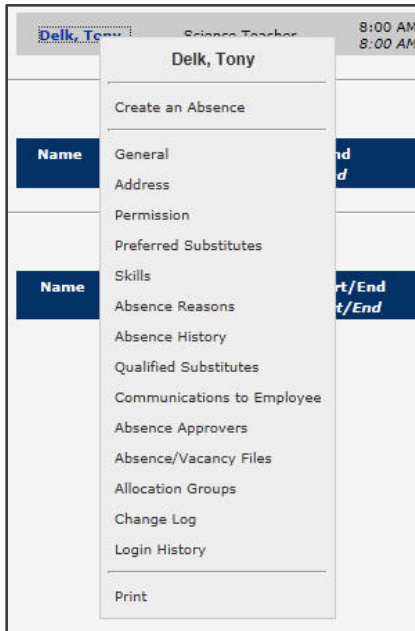 Delk, Tony Science Teacher 8:00 AM
8:00 AM
Delk, Tony
Create an Absence
Name
General
Address
Permission
Preferred Substitutes
Skills
Name
Absence Reasons
rt/End
t/End
Absence History
Qualified Substitutes
Communications to Employee
Absence Approvers
Absence/Vacancy Files
Allocation Groups
Change Log
Login History
Print